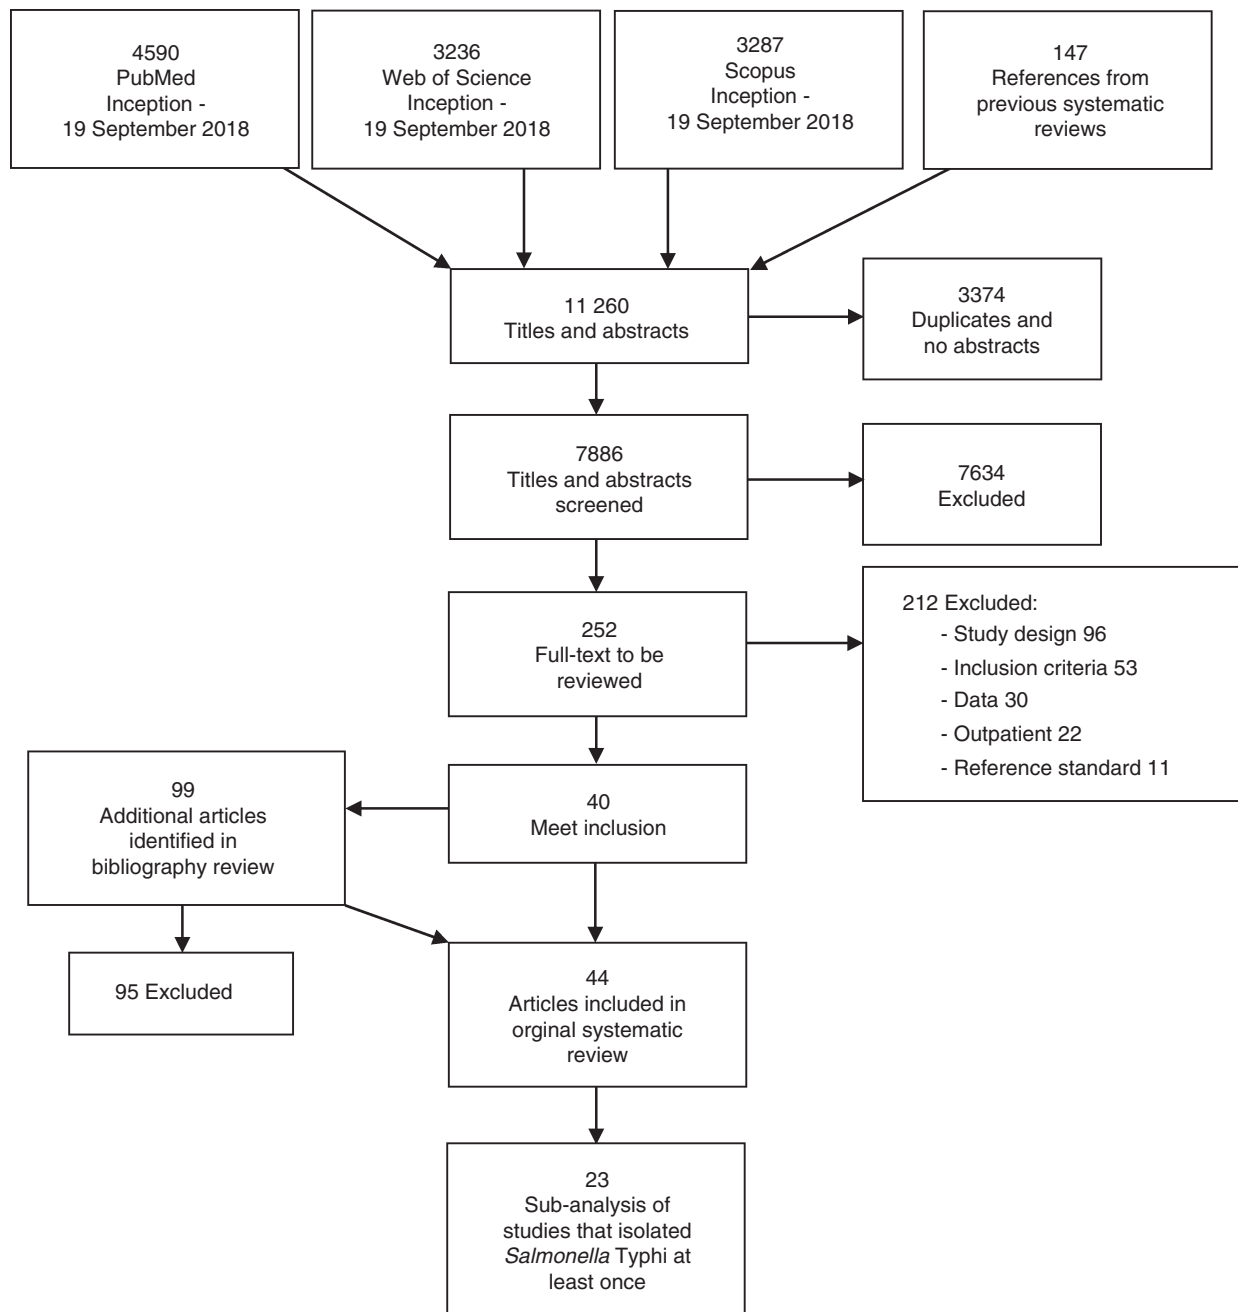 4590
PubMed
Inception -
19 September 2018
3236
Web of Science
Inception -
19 September 2018
3287
Scopus
Inception -
19 September 2018
147
References from
previous systematic
reviews
11 260
Titles and abstracts
3374
Duplicates and
no abstracts
7886
Titles and abstracts
screened
7634
Excluded
252
Full-text to be
reviewed
212 Excluded:
- Study design 96
- Inclusion criteria 53
- Data 30
- Outpatient 22
- Reference standard 11
40
Meet inclusion
99
Additional articles
identified in
bibliography review
95 Excluded
44
Articles included in
orginal systematic
review
23
Sub-analysis of
studies that isolated
Salmonella Typhi at
least once